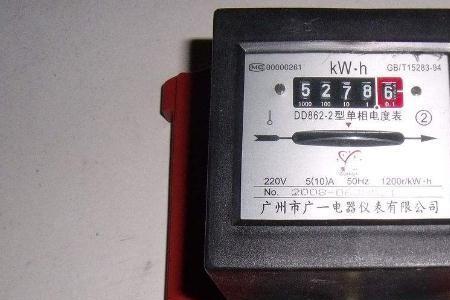 MC 00000261 kW·h GB/T15283-94
5 2 7 8 6
1000 100 10 1 0.1
DD862-2型单相电度表 2
220V 5(10)A 50Hz 1200r/kW·h
No.
广州市广一电器仪表有限公司